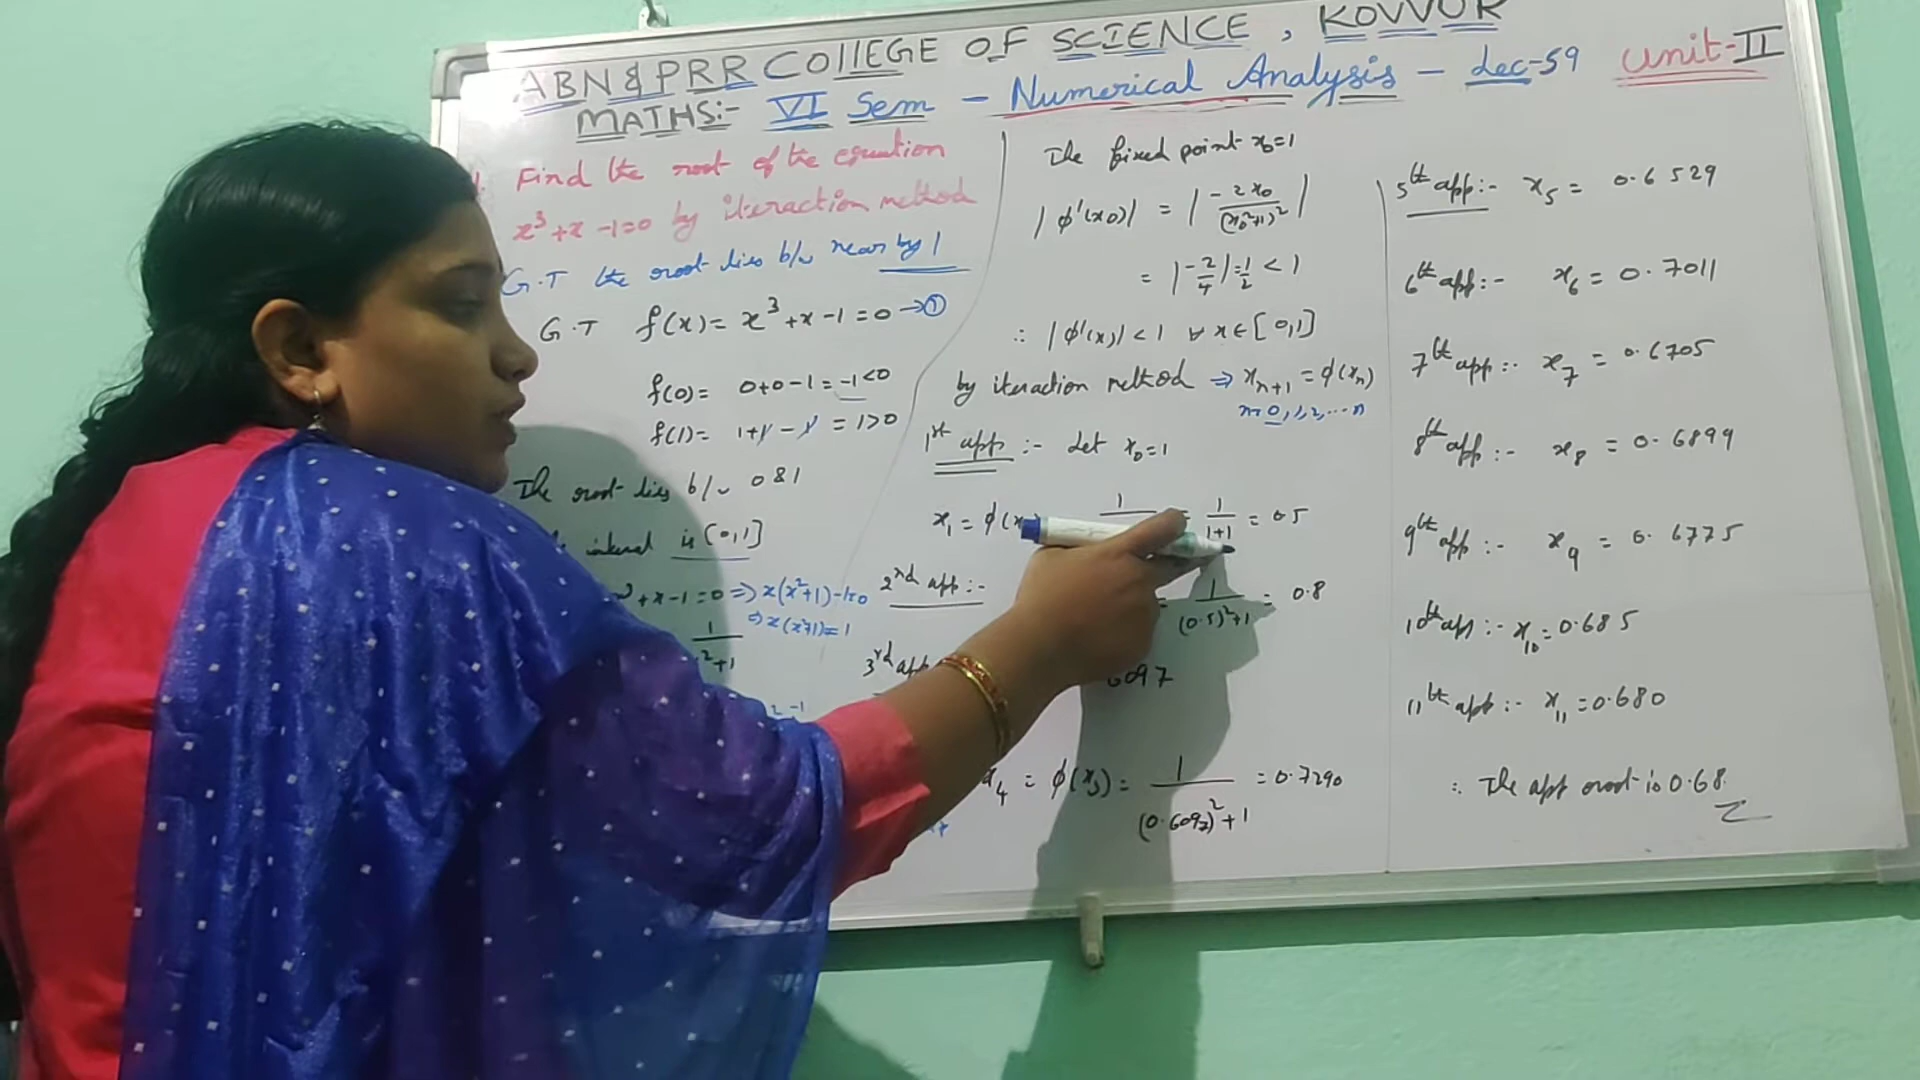 ABN & PRR COllEGE OF SCIENCE, KOVVUR
MATHS:- VI Sem - Numerical Analysis - Lec-59 Unit-II
1. Find the root of the equation
x³+x-1=0 by iteraction method
G.T the root lies b/w near by 1
G.T f(x)= x³+x-1=0 →①
f(0)= 0+0-1=-1<0
f(1)= 1+1-1 = 1>0
The root lies b/w 0&1
interval is [0,1]
+x-1=0 ⇒ x(x²+1)-1=0
⇒ x(x²+1)=1
1
²+1
2 -1
The fixed point x₀=1
|ϕ'(x₀)| = |-2x₀/(x₀²+1)²|
= |-2/4| = 1/2 < 1
∴ |ϕ'(x)| < 1 ∀ x∈[0,1]
by iteraction method ⇒ xₙ₊₁ = ϕ(xₙ)
n=0,1,2,...n
1st app :- Let x₀=1
x₁ = ϕ(x 1 = 1/(1+1) = 0.5
2nd app:- = 1/((0.5)²+1) = 0.8
3rd app 6097
x₄ = ϕ(x₃) = 1/((0.6097)²+1) = 0.7290
5th app:- x₅ = 0.6529
6th app:- x₆ = 0.7011
7th app:- x₇ = 0.6705
8th app:- x₈ = 0.6899
9th app:- x₉ = 0.6775
10th app:- x₁₀=0.685
11th app:- x₁₁=0.680
∴ The app root is 0.68